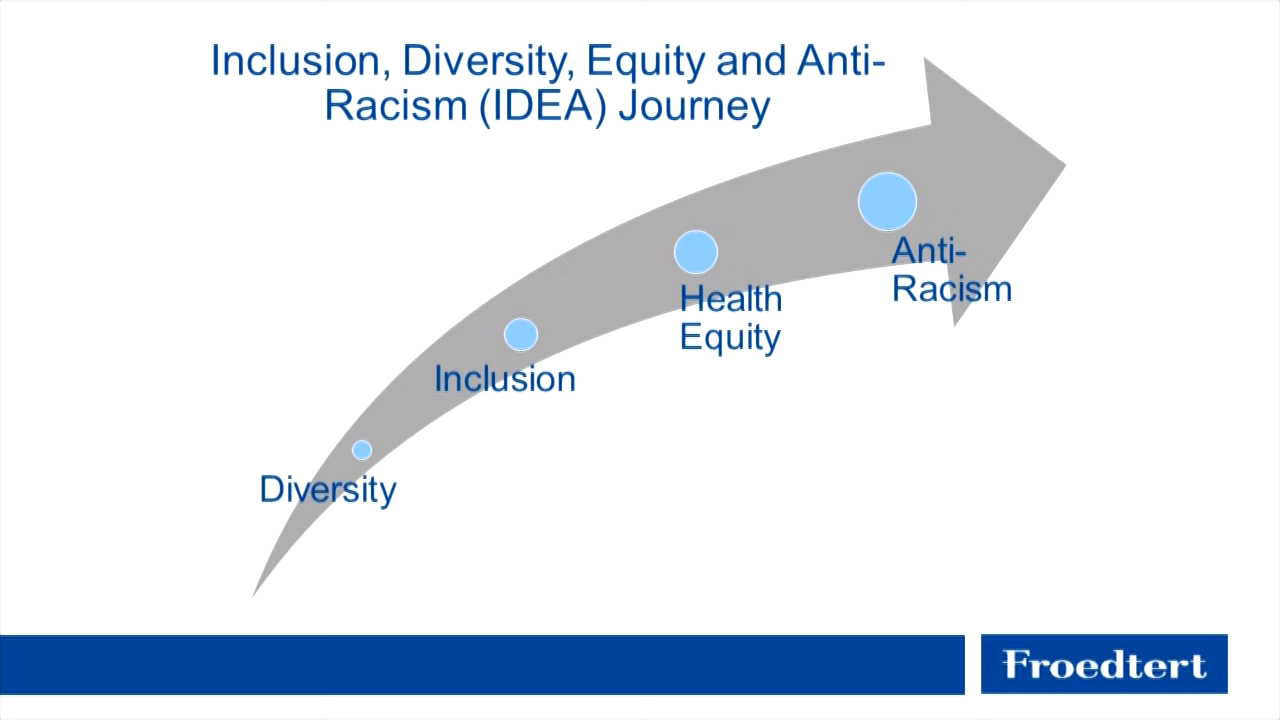 Inclusion, Diversity, Equity and Anti-
Racism (IDEA) Journey
Anti-
Racism
Health
Equity
Inclusion
Diversity
Froedtert